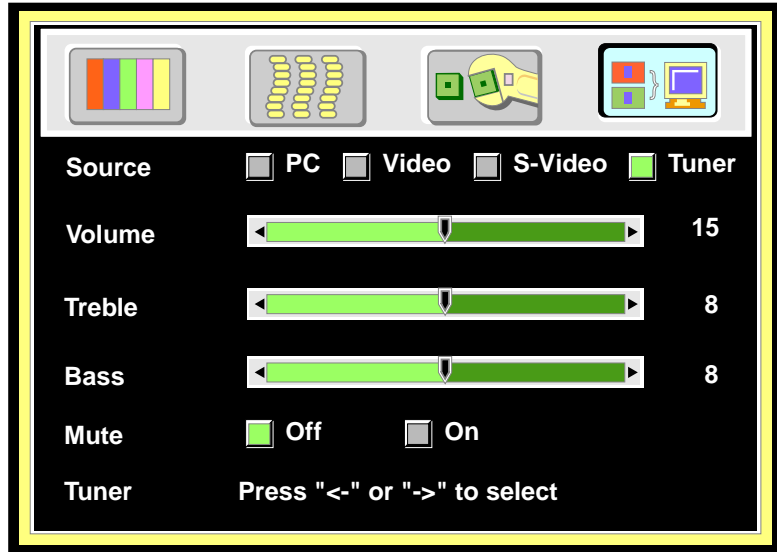 Source PC Video S-Video Tuner
Volume 15
Treble 8
Bass 8
Mute Off On
Tuner Press "<-" or "->" to select